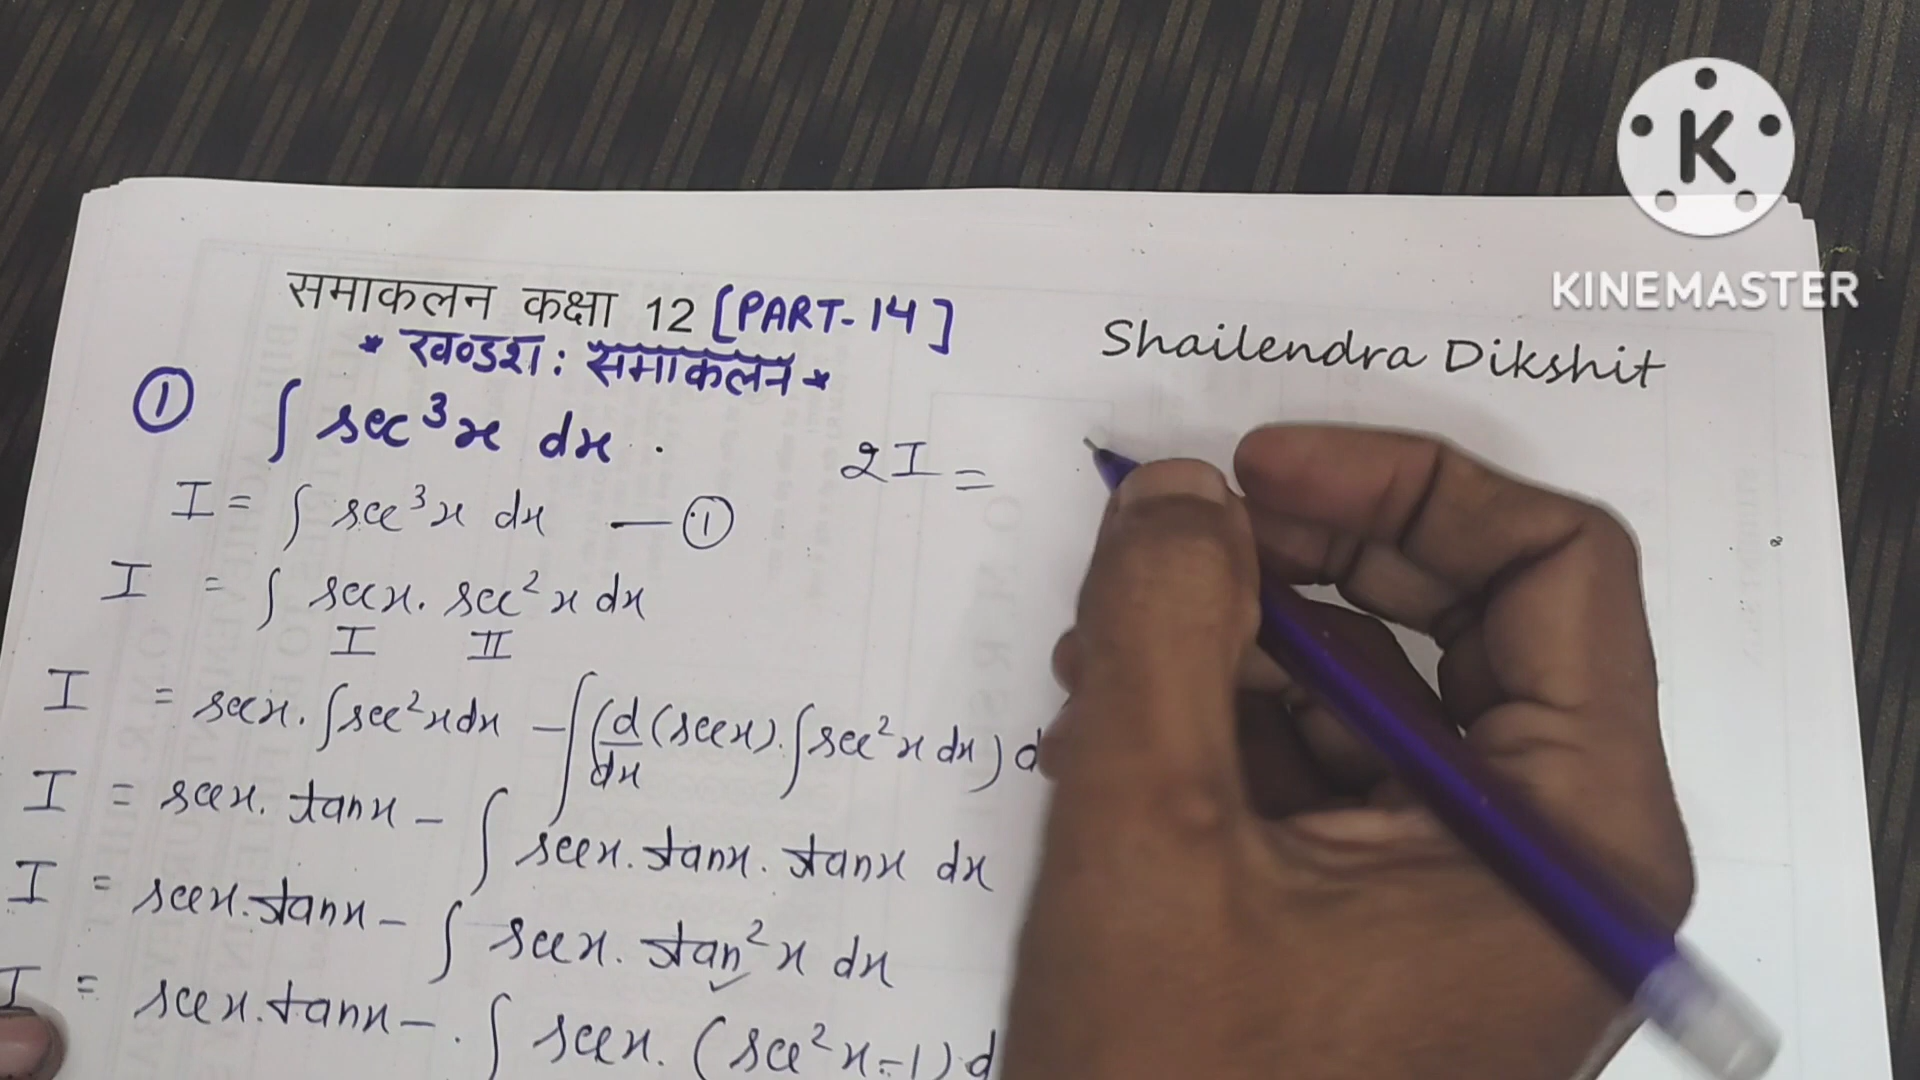 K
KINEMASTER
समाकलन कक्षा 12 [PART-14]
Shailendra Dikshit
* खण्डश: समाकलन *
① ∫ sec³x dx .
2I =
I = ∫ sec³x dx — ①
I = ∫ secx. sec²x dx
I II
I = secx. ∫sec²xdx - ∫(d/dx (secx). ∫sec²x dx) d
I = secx. tanx - ∫ secx. tanx. tanx dx
I = secx. tanx - ∫ secx. tan²x dx
I = secx. tanx - ∫ secx. (sec²x-1) d